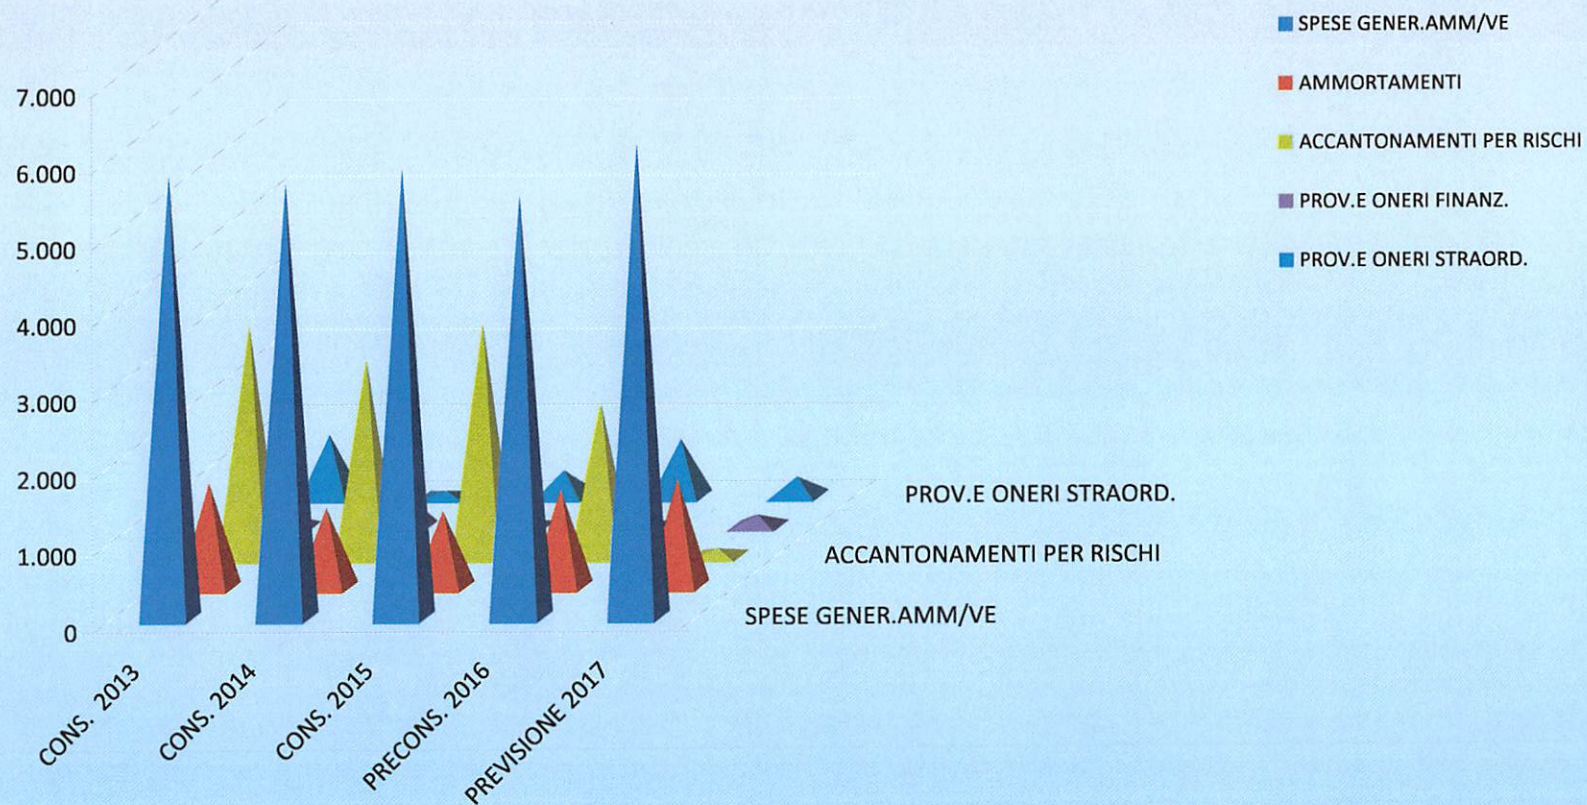 SPESE GENER.AMM/VE
AMMORTAMENTI
ACCANTONAMENTI PER RISCHI
PROV.E ONERI FINANZ.
PROV.E ONERI STRAORD.
7.000
6.000
5.000
4.000
3.000
2.000
1.000
0
PROV.E ONERI STRAORD.
ACCANTONAMENTI PER RISCHI
SPESE GENER.AMM/VE
CONS. 2013
CONS. 2014
CONS. 2015
PRECONS. 2016
PREVISIONE 2017